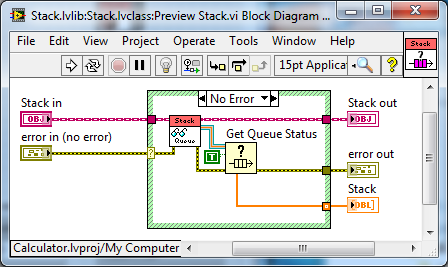 Stack.lvlib:Stack.lvclass:Preview Stack.vi Block Diagram
File Edit View Project Operate Tools Window
15pt Applicat
Stack
?
No Error
Stack in
OBJ
Stack
Queue
Stack out
OBJ
error in (no error)
?
Get Queue Status
T
?
error out
Stack
OBJ
Calculator.lvproj/My Computer